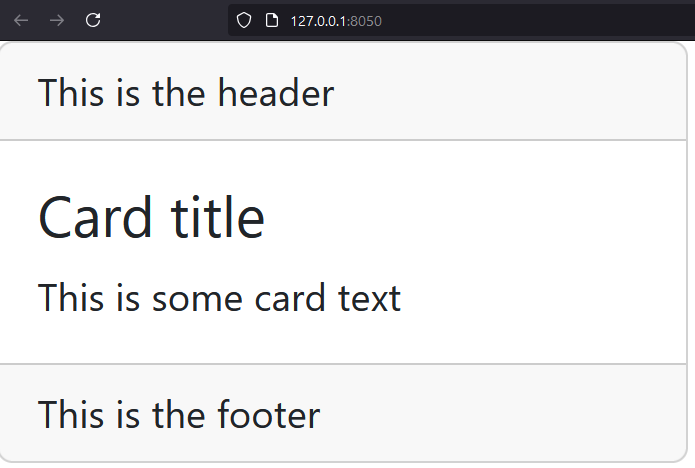 127.0.0.1:8050
This is the header
Card title
This is some card text
This is the footer